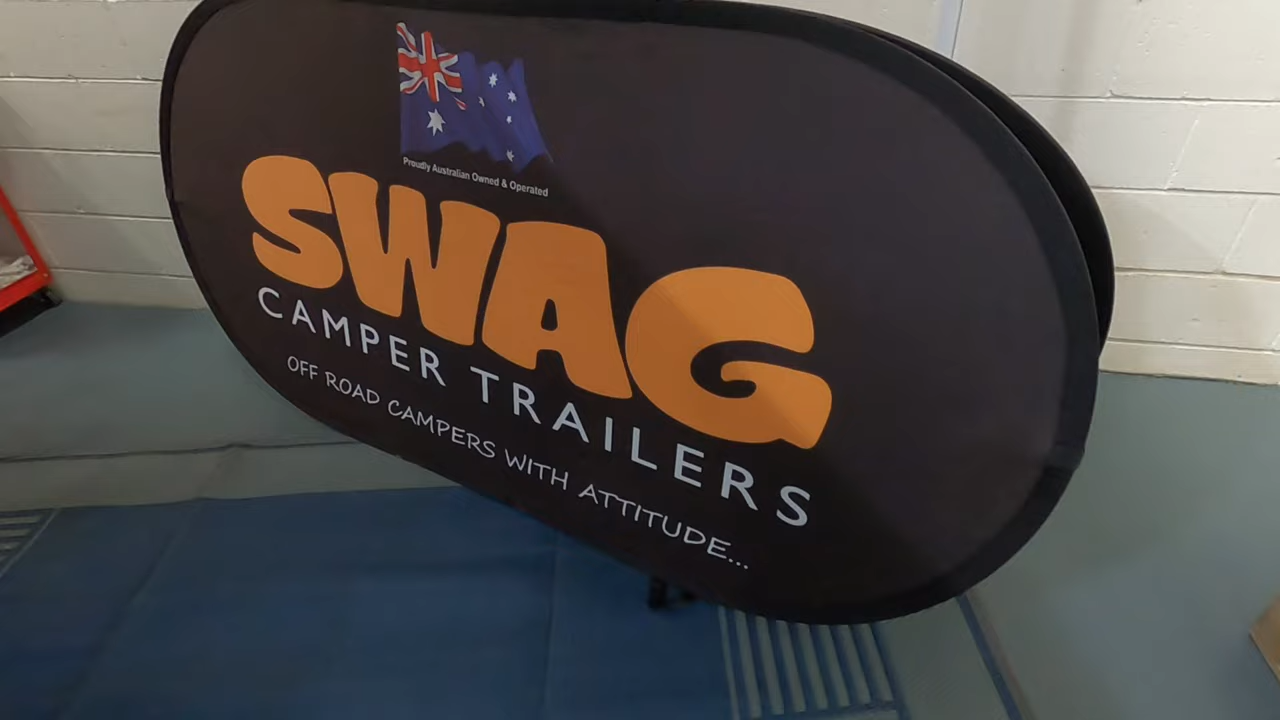 Proudly Australian Owned & Operated
SWAG
CAMPER TRAILERS
OFF ROAD CAMPERS WITH ATTITUDE...